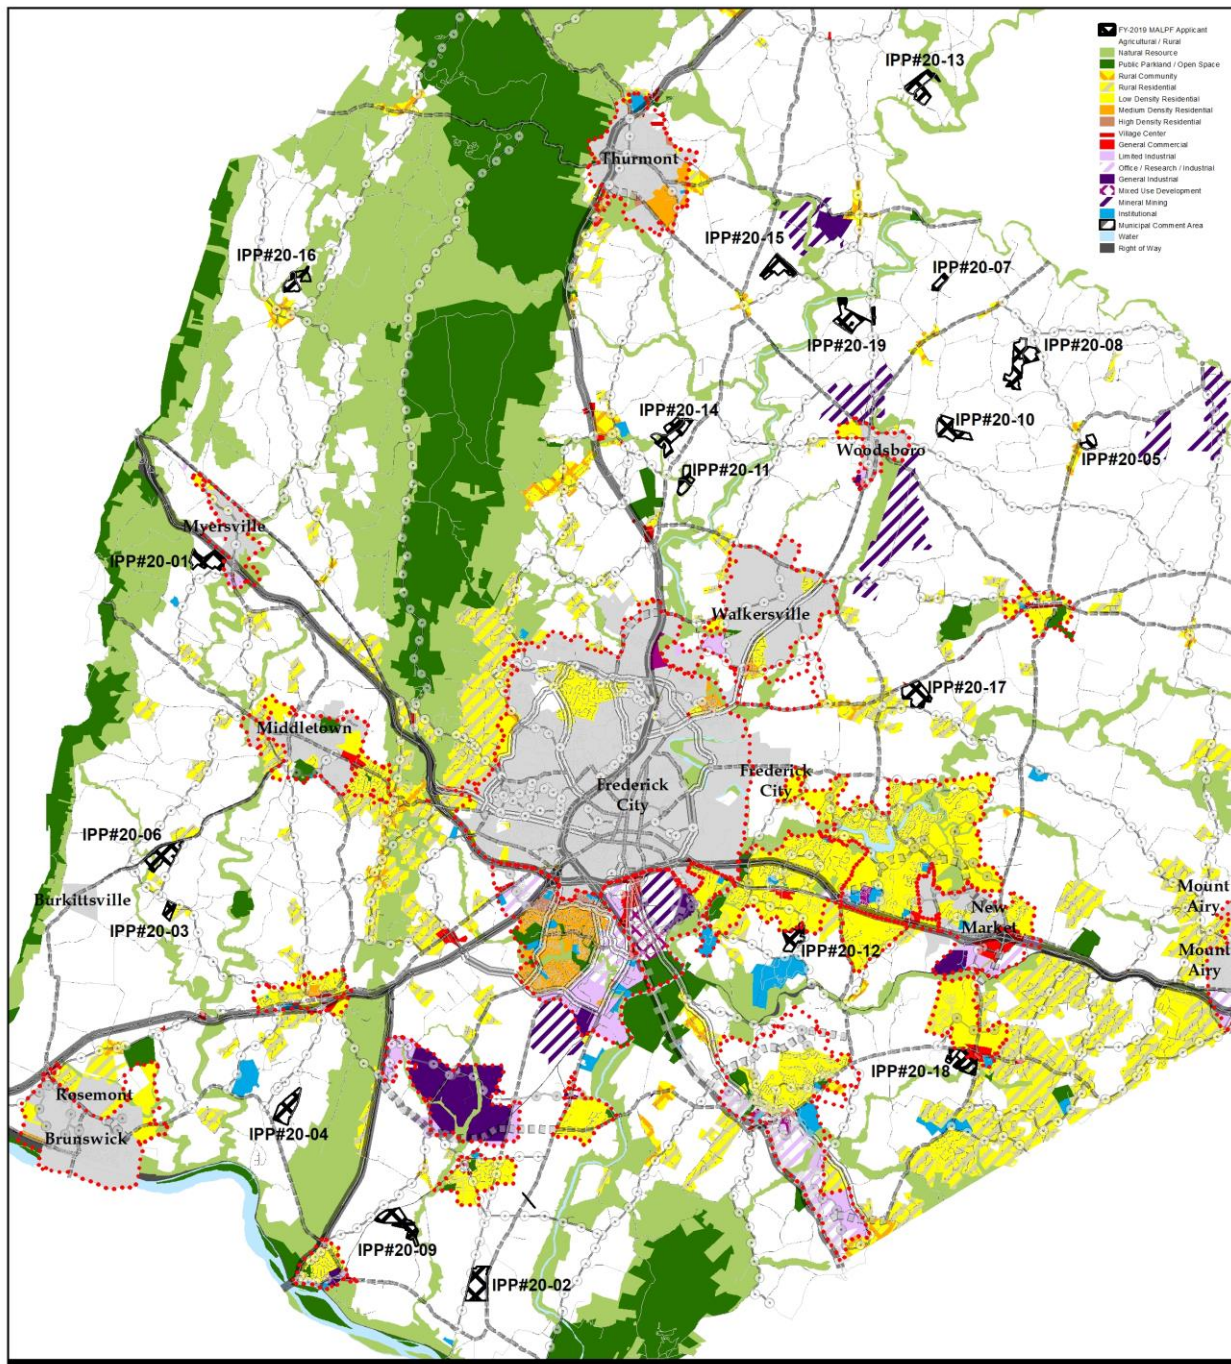 FY-2019 MALPF Applicant
Agricultural / Rural
Natural Resource
Public Parkland / Open Space
Rural Community
Rural Residential
Low Density Residential
Medium Density Residential
High Density Residential
Village Center
General Commercial
Limited Industrial
Office / Research / Industrial
General Industrial
Mixed Use Development
Mineral Mining
Institutional
Municipal Comment Area
Water
Right of Way
IPP#20-13
Thurmont
IPP#20-15
IPP#20-16
IPP#20-07
IPP#20-19
IPP#20-08
IPP#20-14
IPP#20-10
Woodsboro
IPP#20-05
IPP#20-11
Myersville
IPP#20-01
Walkersville
IPP#20-17
Middletown
Frederick
City
Frederick
City
IPP#20-06
Burkittsville
IPP#20-03
Mount
Airy
New
Market
IPP#20-12
Mount
Airy
IPP#20-18
Rosemont
Brunswick
IPP#20-04
IPP#20-09
IPP#20-02